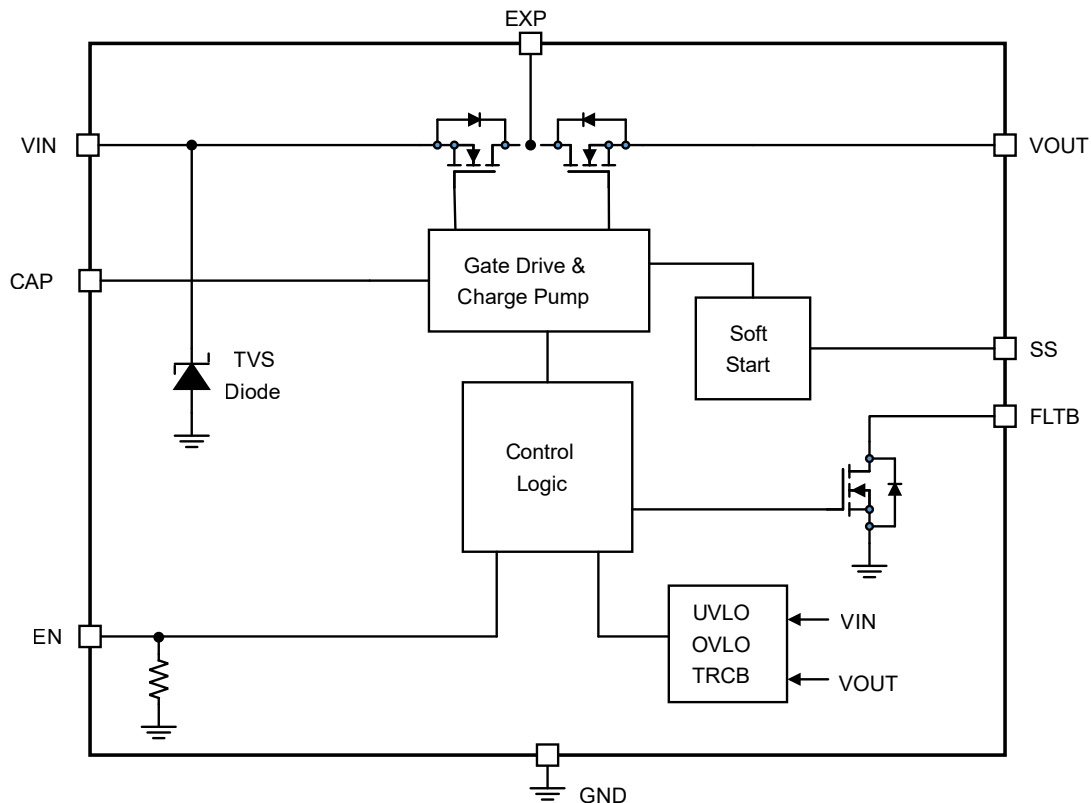 EXP
VIN
VOUT
Gate Drive &
Charge Pump
CAP
Soft
Start
SS
TVS
Diode
FLTB
Control
Logic
EN
UVLO
OVLO
TRCB
VIN
VOUT
GND